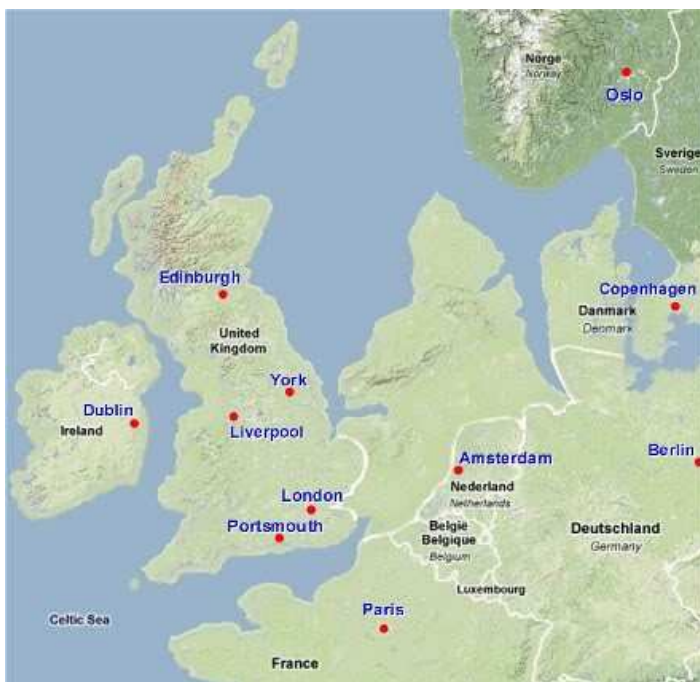 Norge
Norway
Oslo
Sverige
Sweden
Edinburgh
Copenhagen
Danmark
Denmark
United
Kingdom
York
Dublin
Ireland
Liverpool
Amsterdam
Berlin
Nederland
Netherlands
London
Portsmouth
België
Belgique
Belgium
Deutschland
Germany
Luxembourg
Paris
Celtic Sea
France